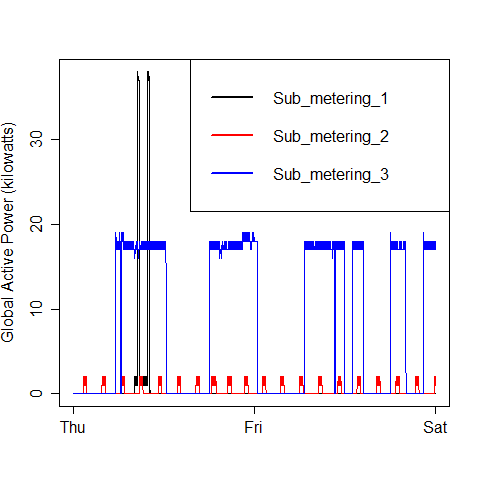 Sub_metering_1
Sub_metering_2
Sub_metering_3
Global Active Power (kilowatts)
30
20
10
0
Thu Fri Sat